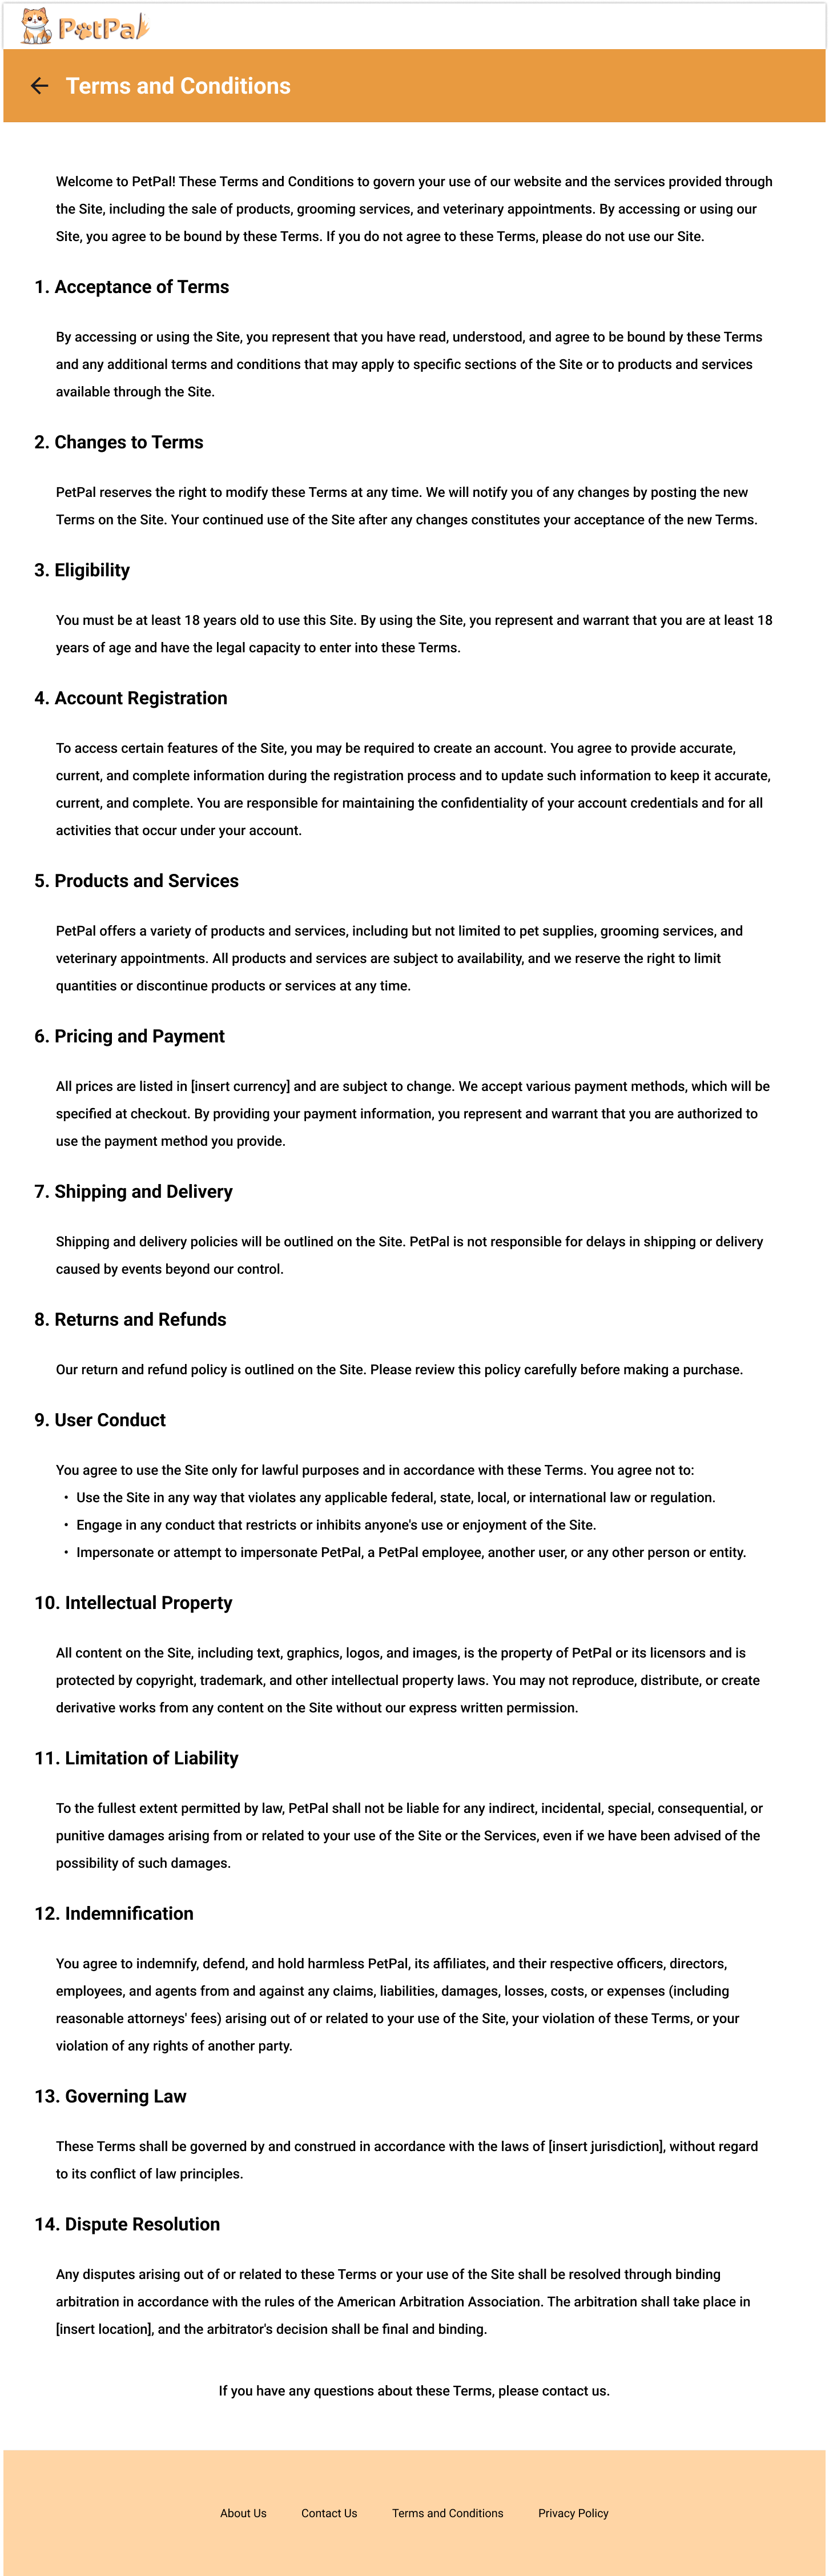 PetPal
Terms and Conditions
Welcome to PetPal! These Terms and Conditions to govern your use of our website and the services provided through
the Site, including the sale of products, grooming services, and veterinary appointments. By accessing or using our
Site, you agree to be bound by these Terms. If you do not agree to these Terms, please do not use our Site.
1. Acceptance of Terms
By accessing or using the Site, you represent that you have read, understood, and agree to be bound by these Terms
and any additional terms and conditions that may apply to specific sections of the Site or to products and services
available through the Site.
2. Changes to Terms
PetPal reserves the right to modify these Terms at any time. We will notify you of any changes by posting the new
Terms on the Site. Your continued use of the Site after any changes constitutes your acceptance of the new Terms.
3. Eligibility
You must be at least 18 years old to use this Site. By using the Site, you represent and warrant that you are at least 18
years of age and have the legal capacity to enter into these Terms.
4. Account Registration
To access certain features of the Site, you may be required to create an account. You agree to provide accurate,
current, and complete information during the registration process and to update such information to keep it accurate,
current, and complete. You are responsible for maintaining the confidentiality of your account credentials and for all
activities that occur under your account.
5. Products and Services
PetPal offers a variety of products and services, including but not limited to pet supplies, grooming services, and
veterinary appointments. All products and services are subject to availability, and we reserve the right to limit
quantities or discontinue products or services at any time.
6. Pricing and Payment
All prices are listed in [insert currency] and are subject to change. We accept various payment methods, which will be
specified at checkout. By providing your payment information, you represent and warrant that you are authorized to
use the payment method you provide.
7. Shipping and Delivery
Shipping and delivery policies will be outlined on the Site. PetPal is not responsible for delays in shipping or delivery
caused by events beyond our control.
8. Returns and Refunds
Our return and refund policy is outlined on the Site. Please review this policy carefully before making a purchase.
9. User Conduct
You agree to use the Site only for lawful purposes and in accordance with these Terms. You agree not to:
• Use the Site in any way that violates any applicable federal, state, local, or international law or regulation.
• Engage in any conduct that restricts or inhibits anyone's use or enjoyment of the Site.
• Impersonate or attempt to impersonate PetPal, a PetPal employee, another user, or any other person or entity.
10. Intellectual Property
All content on the Site, including text, graphics, logos, and images, is the property of PetPal or its licensors and is
protected by copyright, trademark, and other intellectual property laws. You may not reproduce, distribute, or create
derivative works from any content on the Site without our express written permission.
11. Limitation of Liability
To the fullest extent permitted by law, PetPal shall not be liable for any indirect, incidental, special, consequential, or
punitive damages arising from or related to your use of the Site or the Services, even if we have been advised of the
possibility of such damages.
12. Indemnification
You agree to indemnify, defend, and hold harmless PetPal, its affiliates, and their respective officers, directors,
employees, and agents from and against any claims, liabilities, damages, losses, costs, or expenses (including
reasonable attorneys' fees) arising out of or related to your use of the Site, your violation of these Terms, or your
violation of any rights of another party.
13. Governing Law
These Terms shall be governed by and construed in accordance with the laws of [insert jurisdiction], without regard
to its conflict of law principles.
14. Dispute Resolution
Any disputes arising out of or related to these Terms or your use of the Site shall be resolved through binding
arbitration in accordance with the rules of the American Arbitration Association. The arbitration shall take place in
[insert location], and the arbitrator's decision shall be final and binding.
If you have any questions about these Terms, please contact us.
About Us Contact Us Terms and Conditions Privacy Policy